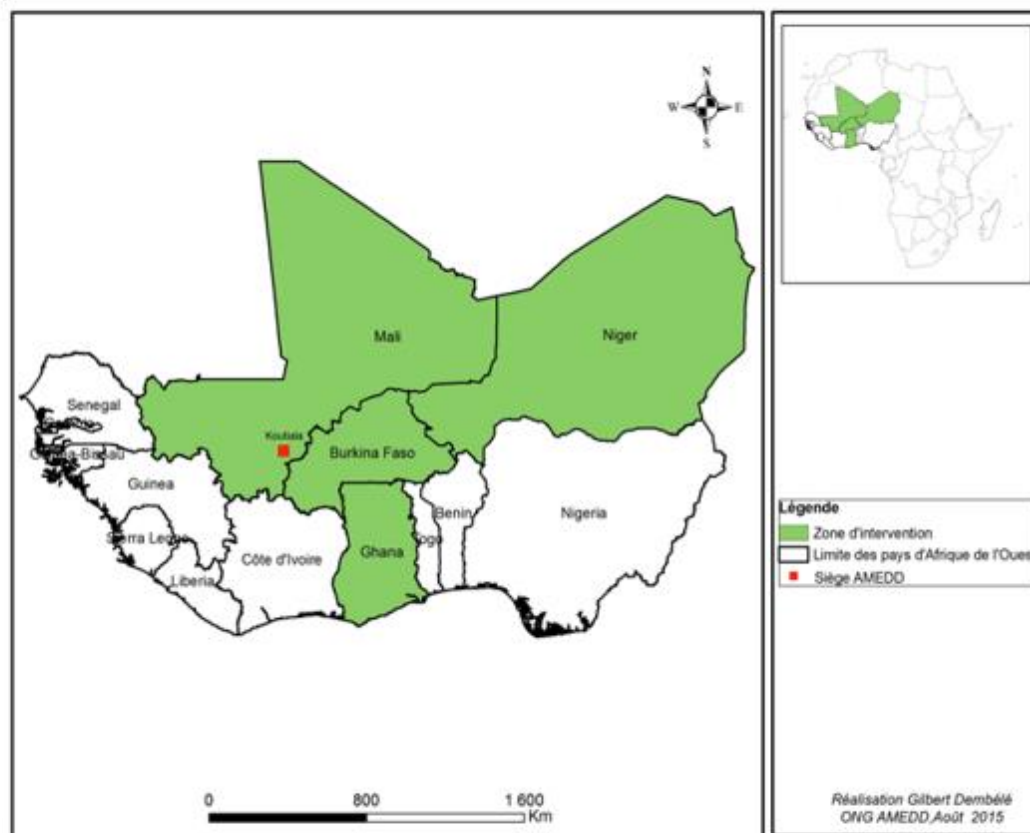 N
W E
S
Mali
Niger
Senegal
Koutiala
Burkina Faso
Guinea
Benin
Nigeria
Sierra Leone
Togo
Ghana
Côte d'Ivoire
Liberia
0 800 1 600
Km
Légende
Zone d'intervention
Limite des pays d'Afrique de l'Oues
Siège AMEDD
Réalisation Gilbert Dembélé
ONG AMEDD,Août 2015